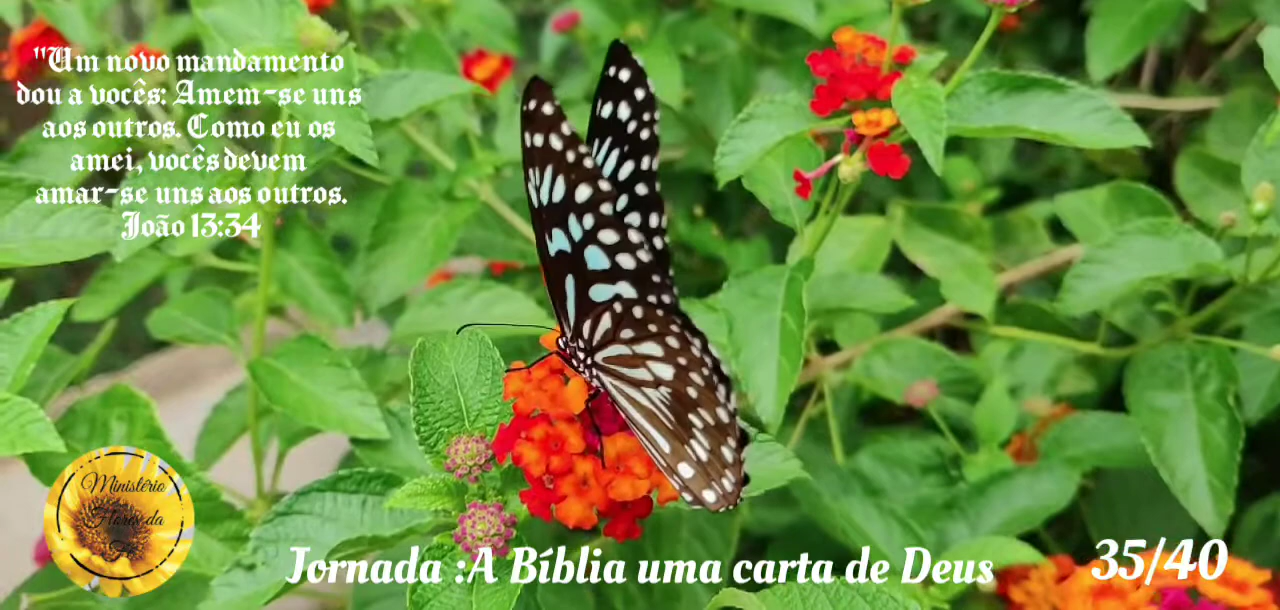 "Um novo mandamento
dou a vocês: Amem-se uns
aos outros. Como eu os
amei, vocês devem
amar-se uns aos outros.
João 13:34
Ministério
Flores da
Fé
Jornada :A Bíblia uma carta de Deus
35/40